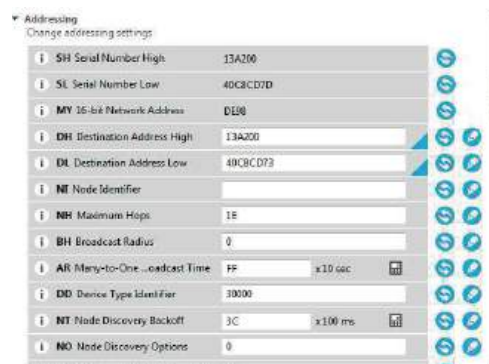 Addressing
Change addressing settings
i SH Serial Number High 13A200
i SL Serial Number Low 40C8CD7D
i MY 16-bit Network Address DE98
i DH Destination Address High 13A200
i DL Destination Address Low 40C8CD73
i NI Node Identifier
i NH Maximum Hops 1E
i BH Broadcast Radius 0
i AR Many-to-One ...oadcast Time FF x 10 sec
i DD Device Type Identifier 30000
i NT Node Discovery Backoff 3C x 100 ms
i NO Node Discovery Options 0